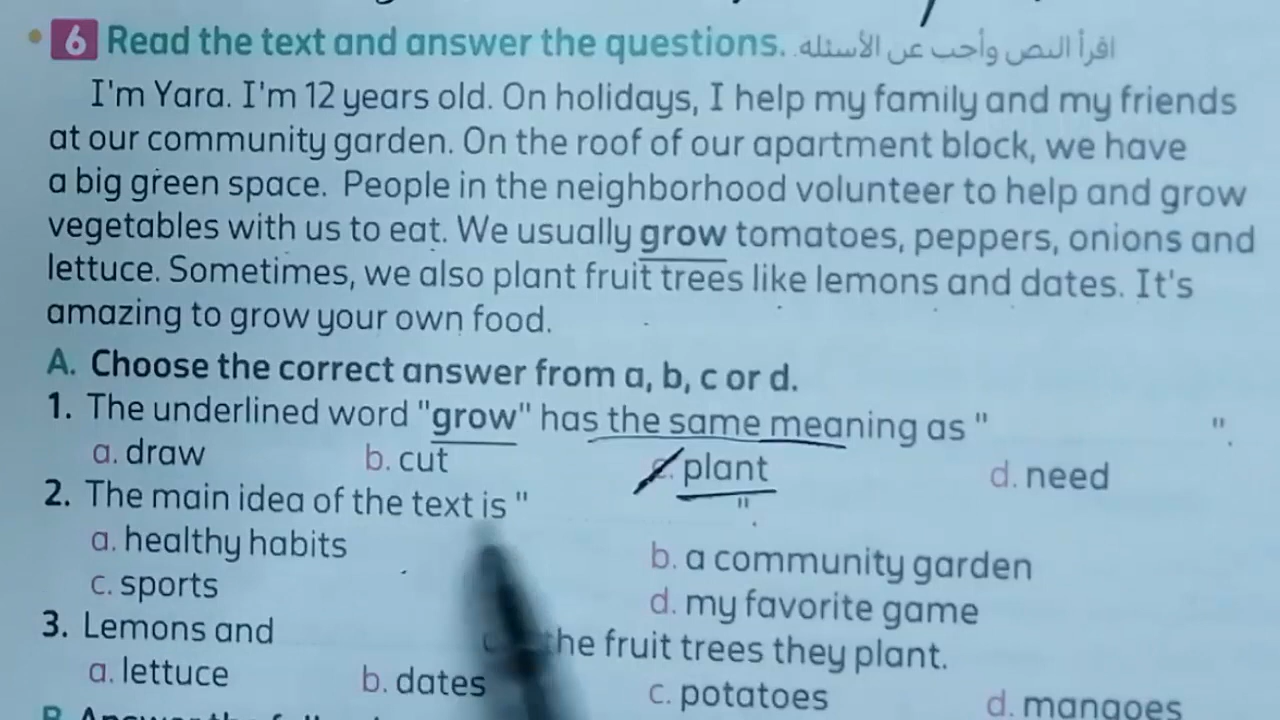 6 Read the text and answer the questions. اقرأ النص وأجب عن الأسئله
I'm Yara. I'm 12 years old. On holidays, I help my family and my friends
at our community garden. On the roof of our apartment block, we have
a big green space. People in the neighborhood volunteer to help and grow
vegetables with us to eat. We usually grow tomatoes, peppers, onions and
lettuce. Sometimes, we also plant fruit trees like lemons and dates. It's
amazing to grow your own food.
A. Choose the correct answer from a, b, c or d.
1. The underlined word "grow" has the same meaning as " ".
a. draw b. cut c. plant d. need
2. The main idea of the text is " ".
a. healthy habits b. a community garden
c. sports d. my favorite game
3. Lemons and the fruit trees they plant.
a. lettuce b. dates c. potatoes d. mangoes